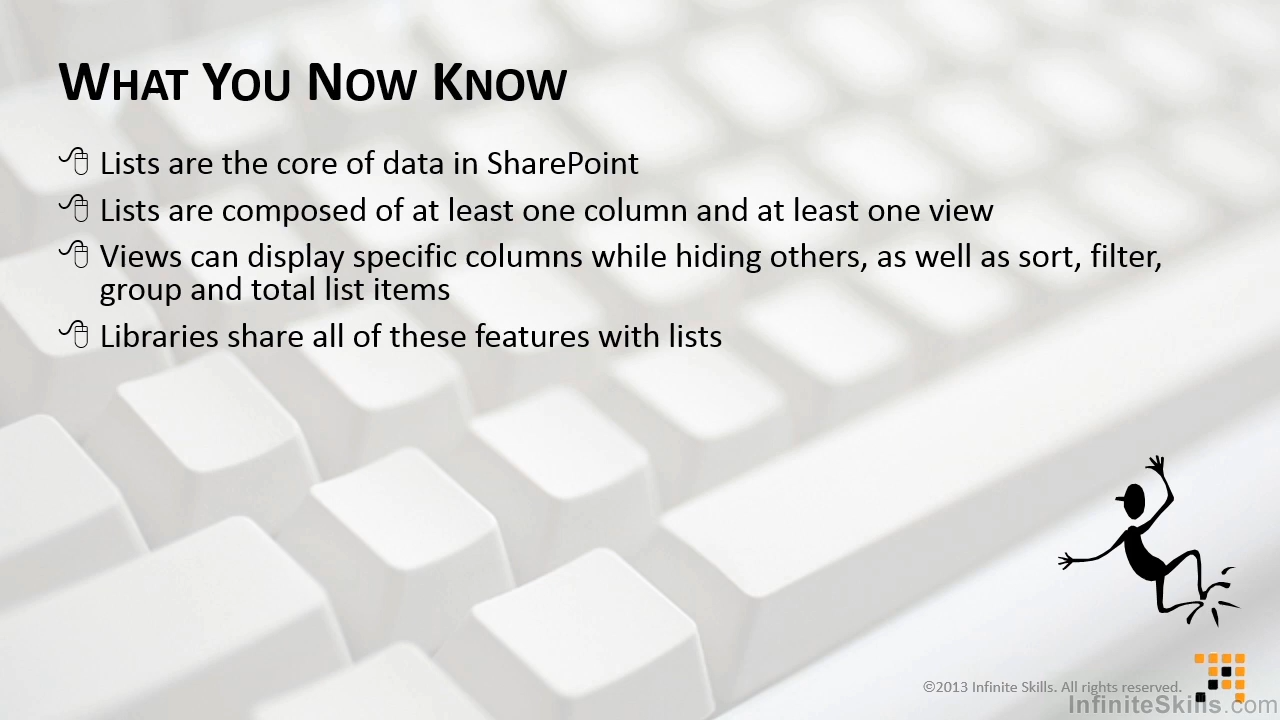 What You Now Know
Lists are the core of data in SharePoint
Lists are composed of at least one column and at least one view
Views can display specific columns while hiding others, as well as sort, filter,
group and total list items
Libraries share all of these features with lists
©2013 Infinite Skills. All rights reserved.
InfiniteSkills.com